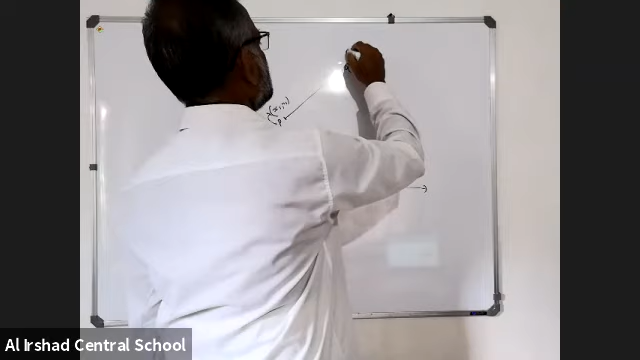 (x₁, y₁)
P
Al Irshad Central School